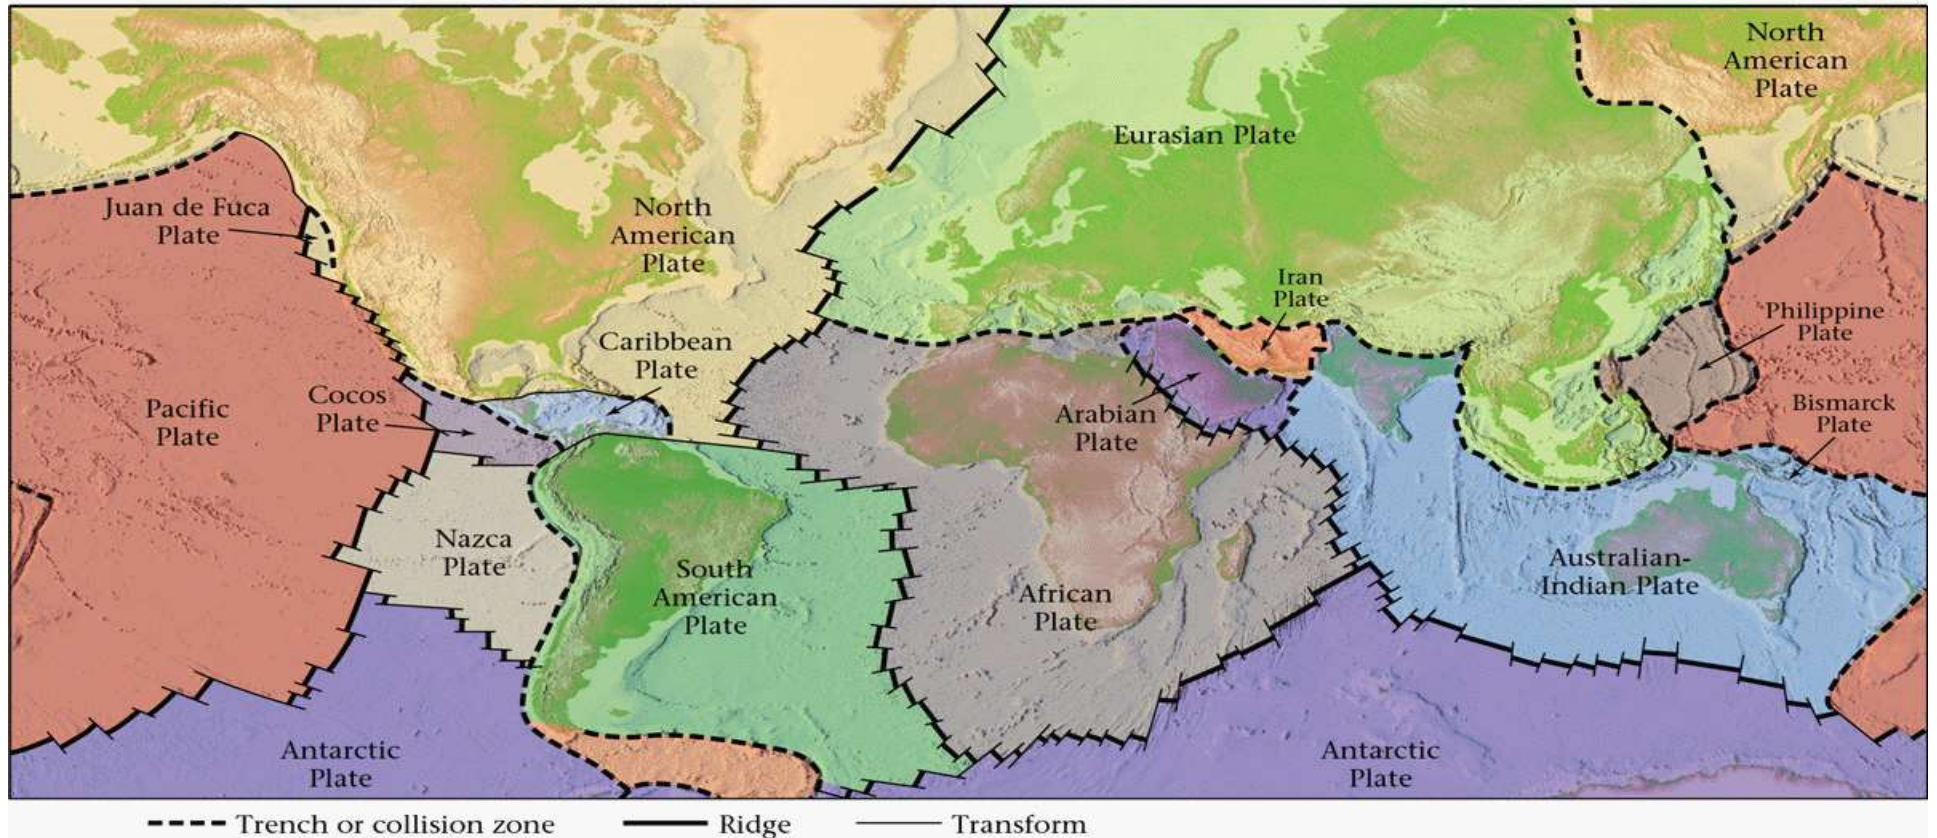 North
American
Plate
Eurasian Plate
Juan de Fuca
Plate
North
American
Plate
Iran
Plate
Philippine
Plate
Caribbean
Plate
Cocos
Plate
Pacific
Plate
Arabian
Plate
Bismarck
Plate
Nazca
Plate
South
American
Plate
African
Plate
Australian-
Indian Plate
Antarctic
Plate
Antarctic
Plate
Trench or collision zone
Ridge
Transform